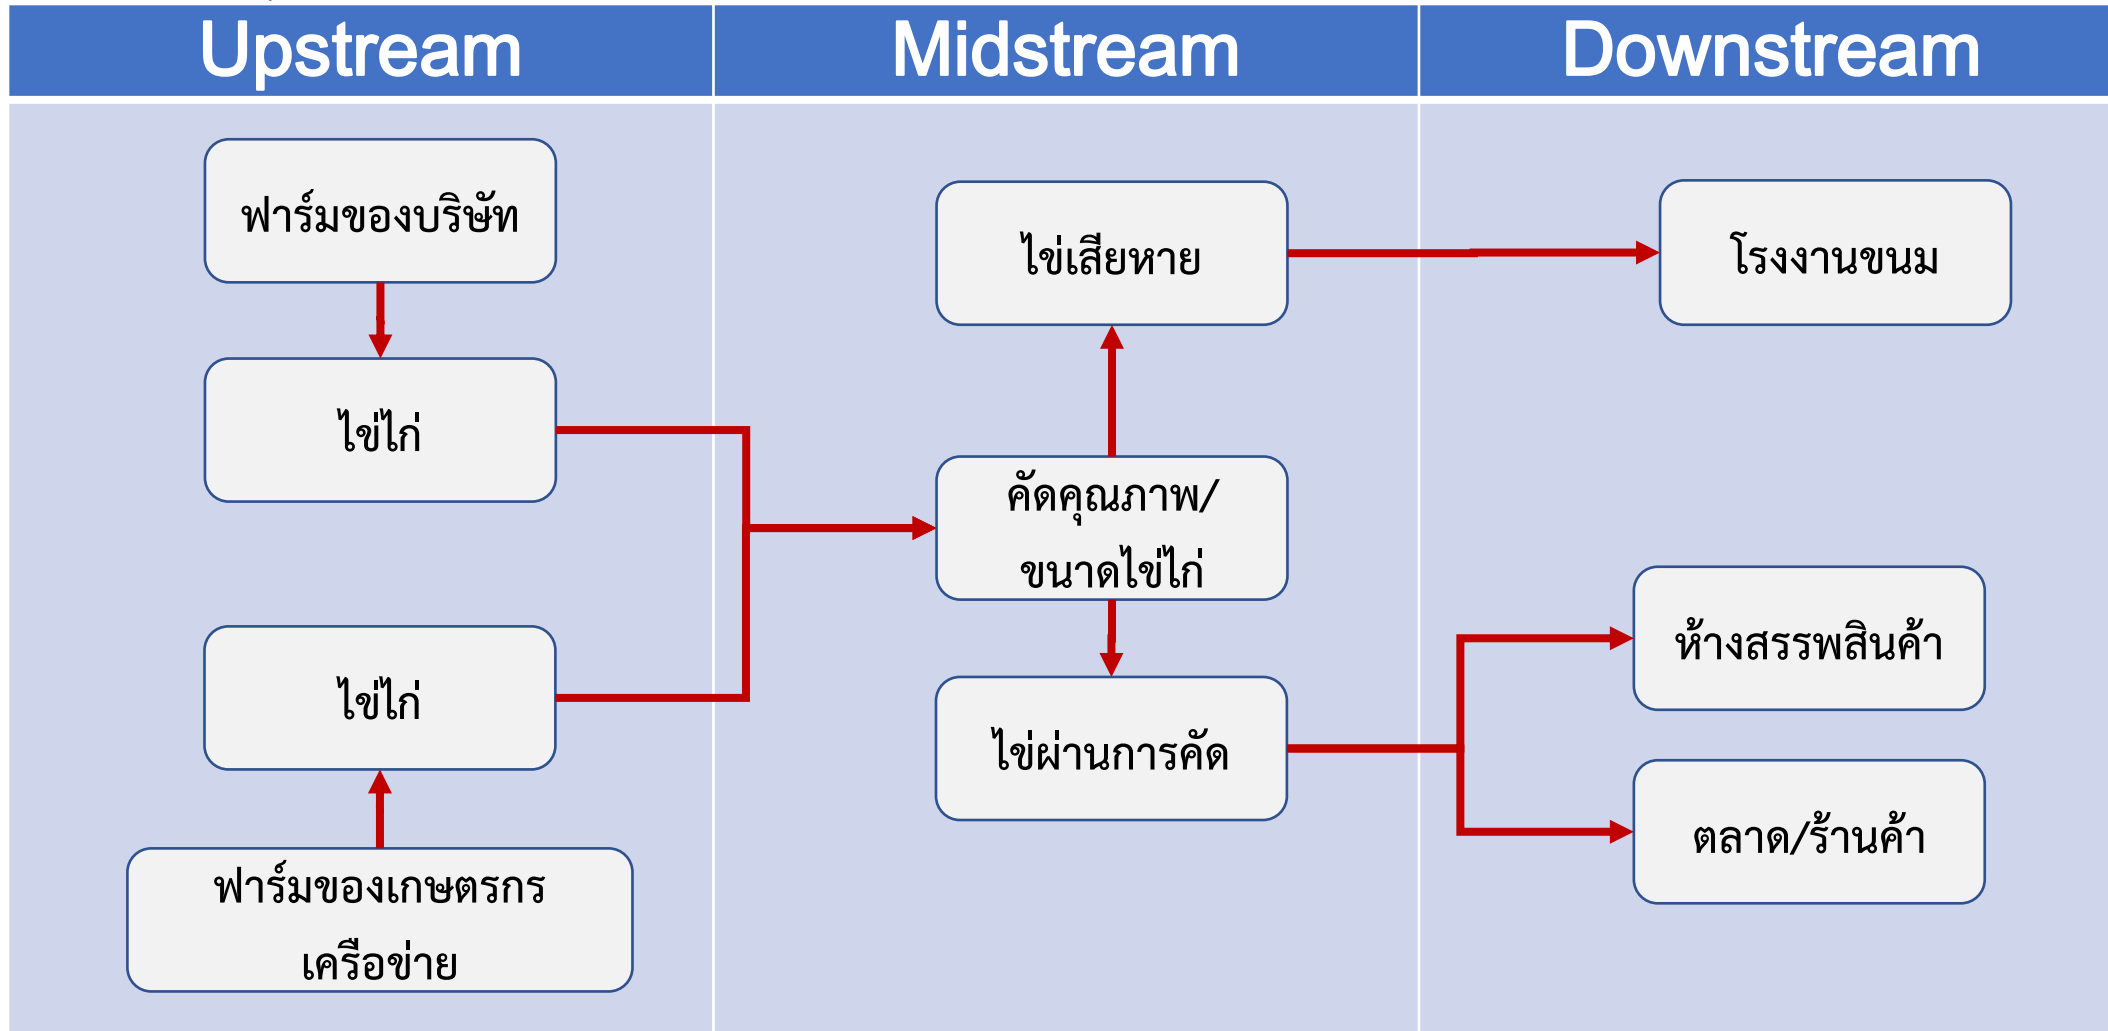 Upstream
Midstream
Downstream
ฟาร์มของบริษัท
ไข่ไก่
ไข่ไก่
ฟาร์มของเกษตรกร
เครือข่าย
ไข่เสียหาย
คัดคุณภาพ/
ขนาดไข่ไก่
ไข่ผ่านการคัด
โรงงานขนม
ห้างสรรพสินค้า
ตลาด/ร้านค้า